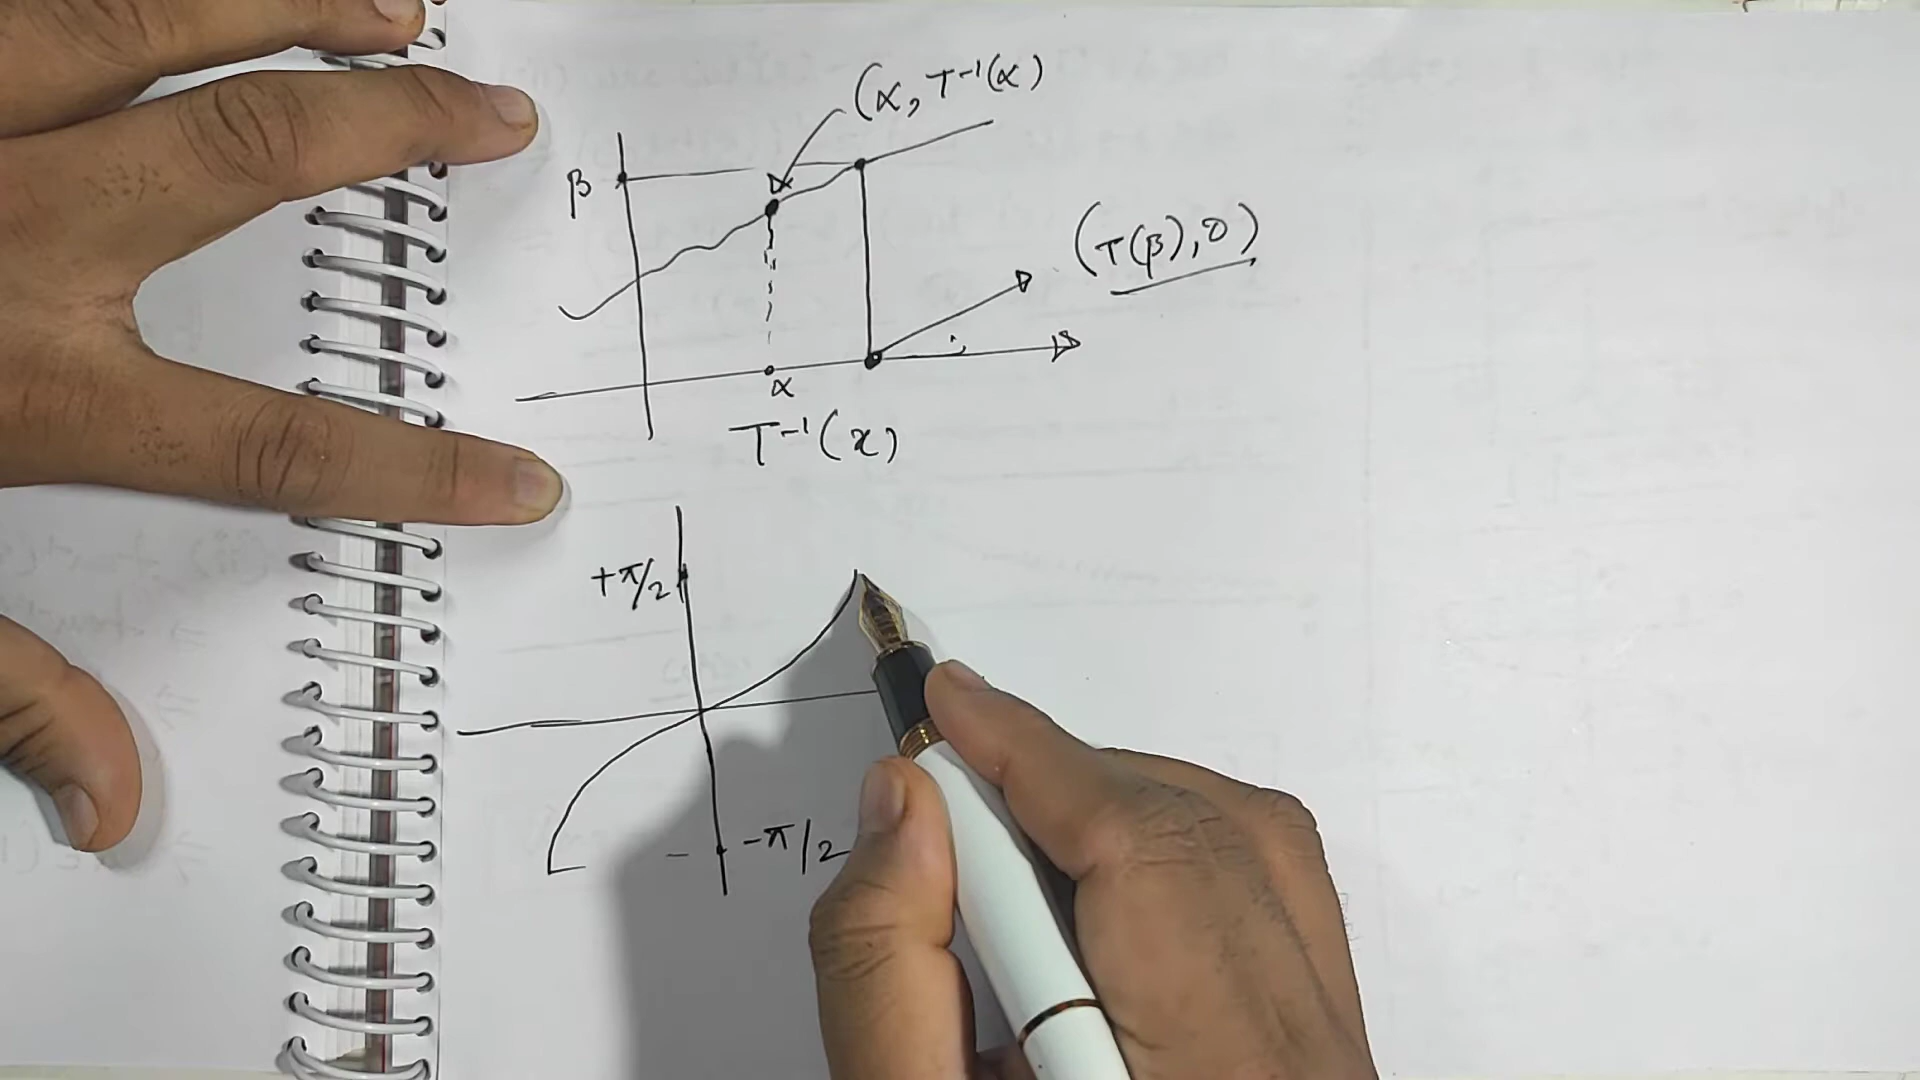 (α, T⁻¹(α)
β
(T(β), 0)
α
T⁻¹(x)
+π/2
-π/2